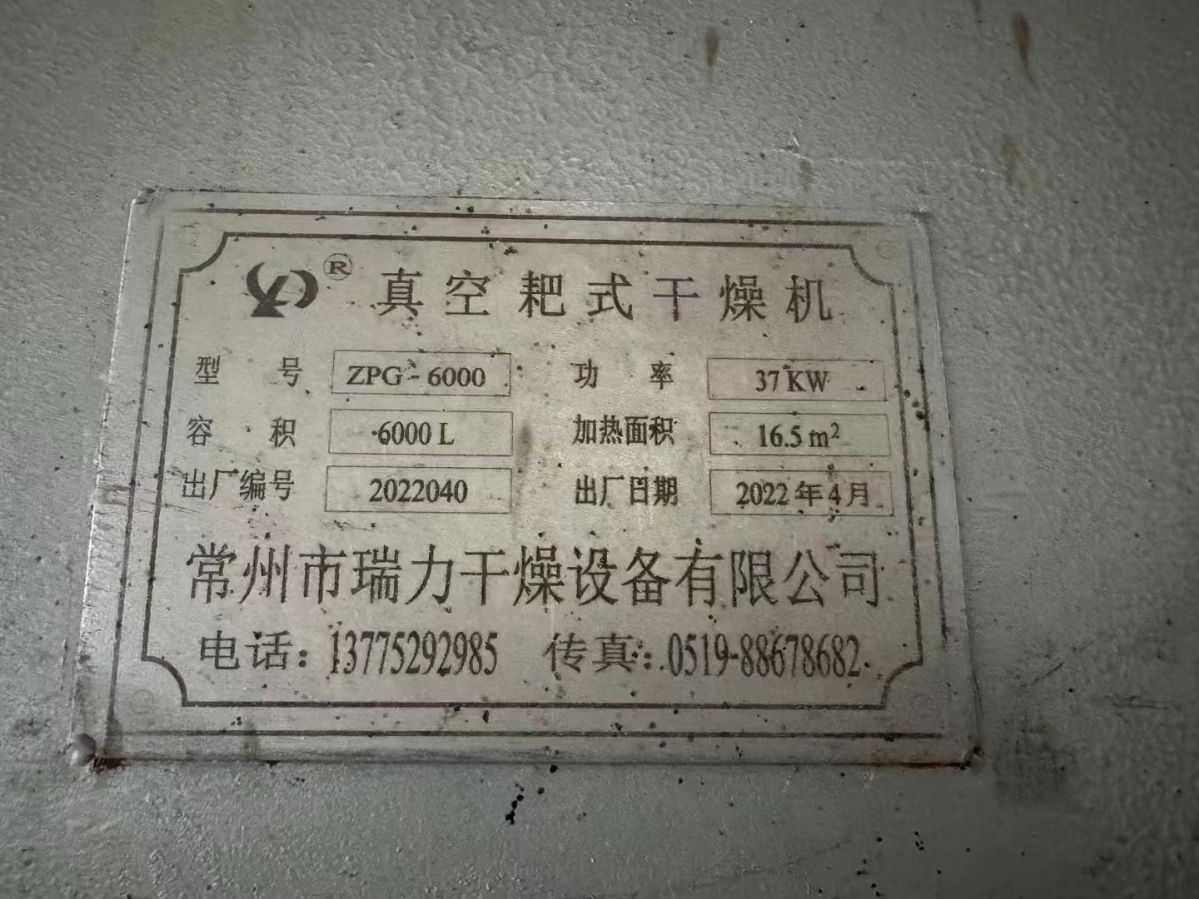 ® 真空耙式干燥机
型号 ZPG-6000 功率 37 KW
容积 6000 L 加热面积 16.5 m²
出厂编号 2022040 出厂日期 2022年4月
常州市瑞力干燥设备有限公司
电话：13775292985 传真：0519-88678682